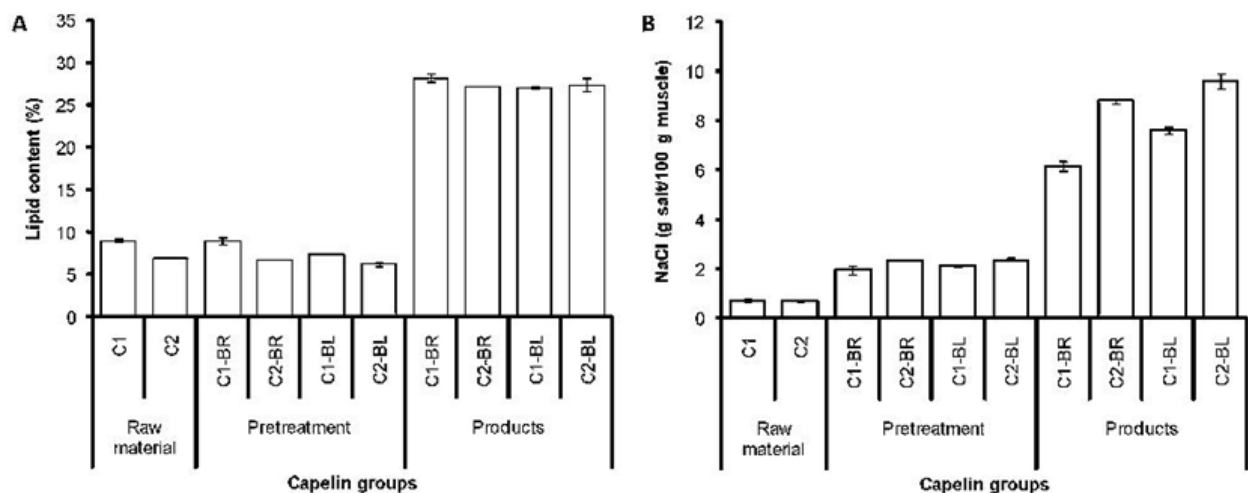 A
Lipid content (%)
35
30
25
20
15
10
5
0
C1
C2
C1-BR
C2-BR
C1-BL
C2-BL
C1-BR
C2-BR
C1-BL
C2-BL
Raw
material
Pretreatment
Products
Capelin groups
B
NaCl (g salt/100 g muscle)
12
10
8
6
4
2
0
C1
C2
C1-BR
C2-BR
C1-BL
C2-BL
C1-BR
C2-BR
C1-BL
C2-BL
Raw
material
Pretreatment
Products
Capelin groups